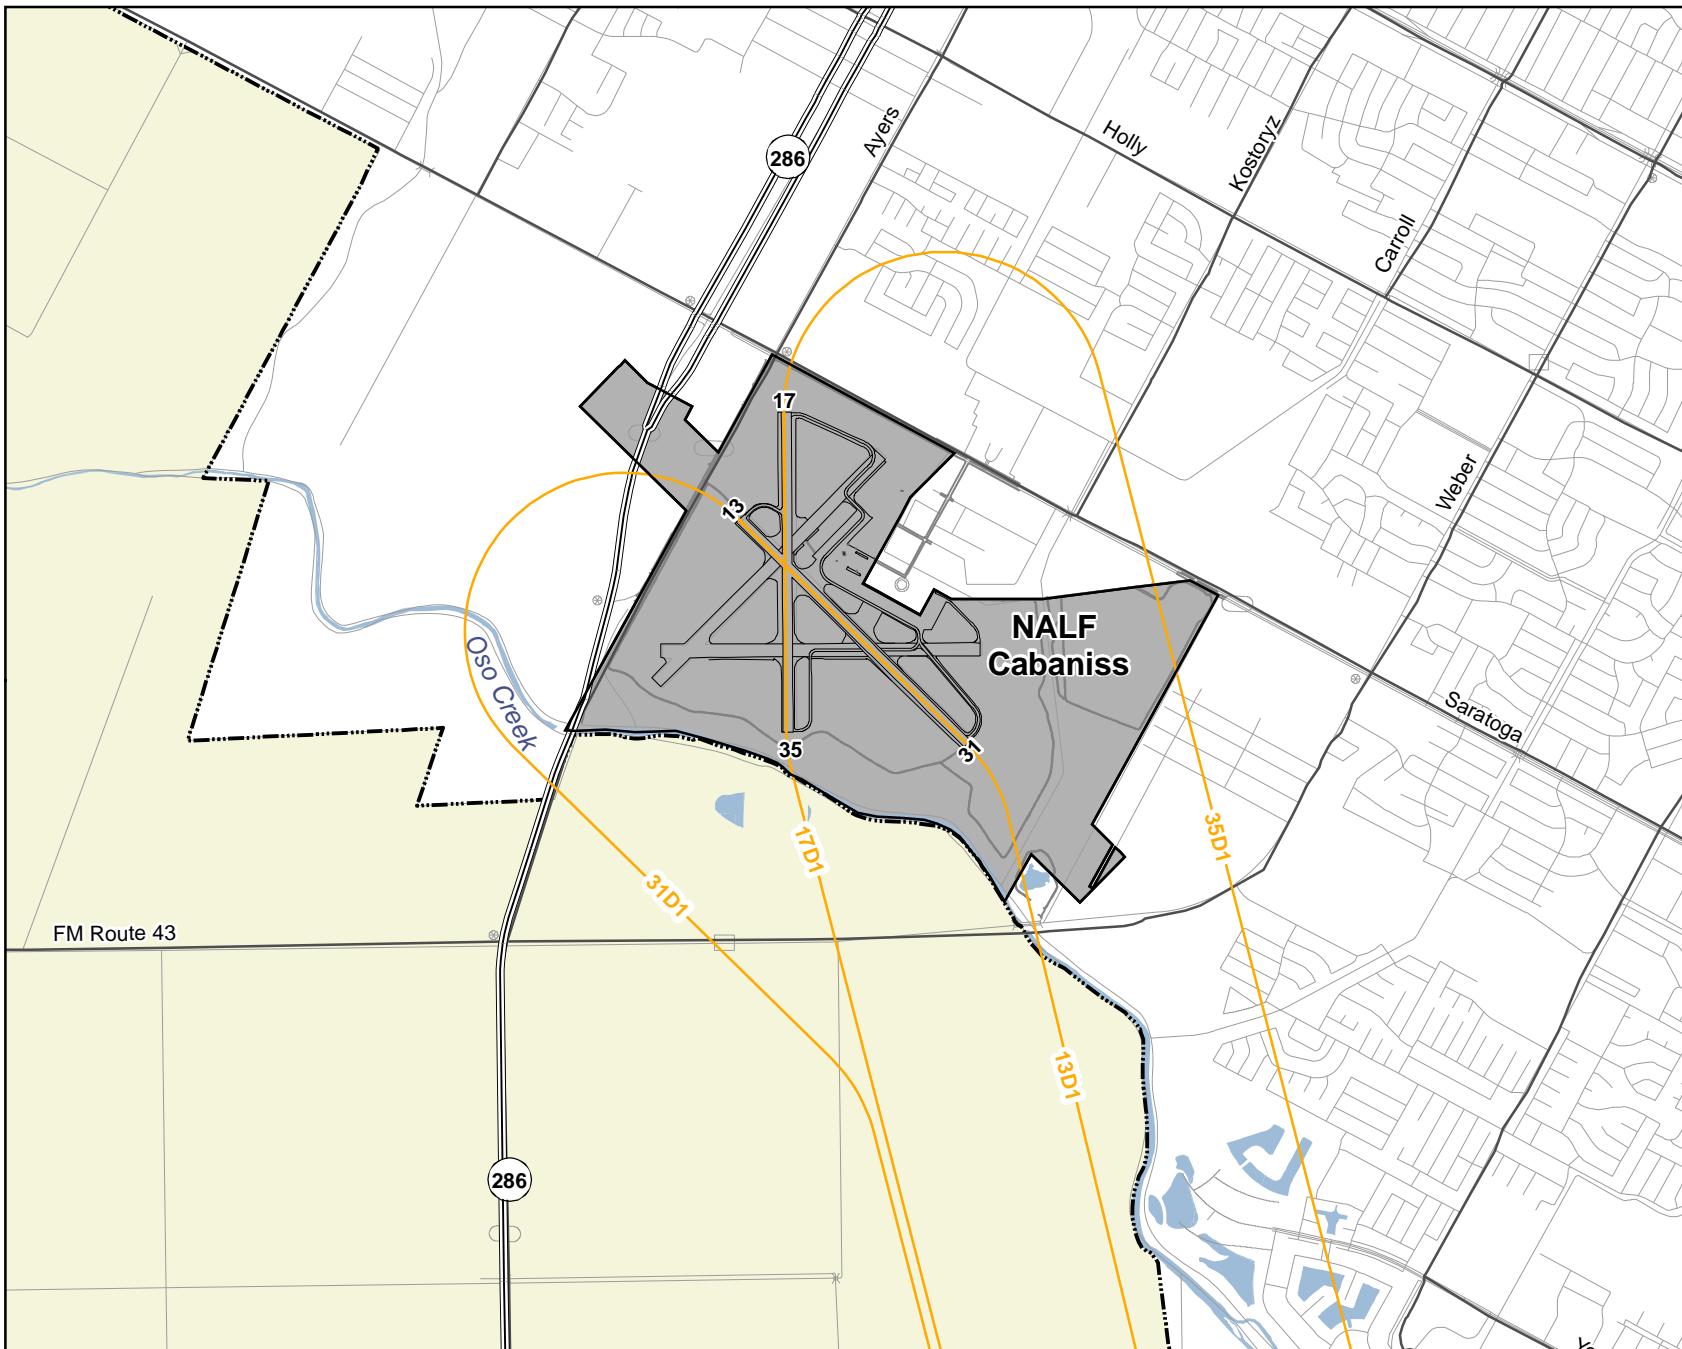 286
Ayers
Holly
Kostoryz
Carroll
17
13
Weber
NALF
Cabaniss
Oso Creek
Saratoga
35
31
17D1
35D1
31D1
FM Route 43
13D1
286